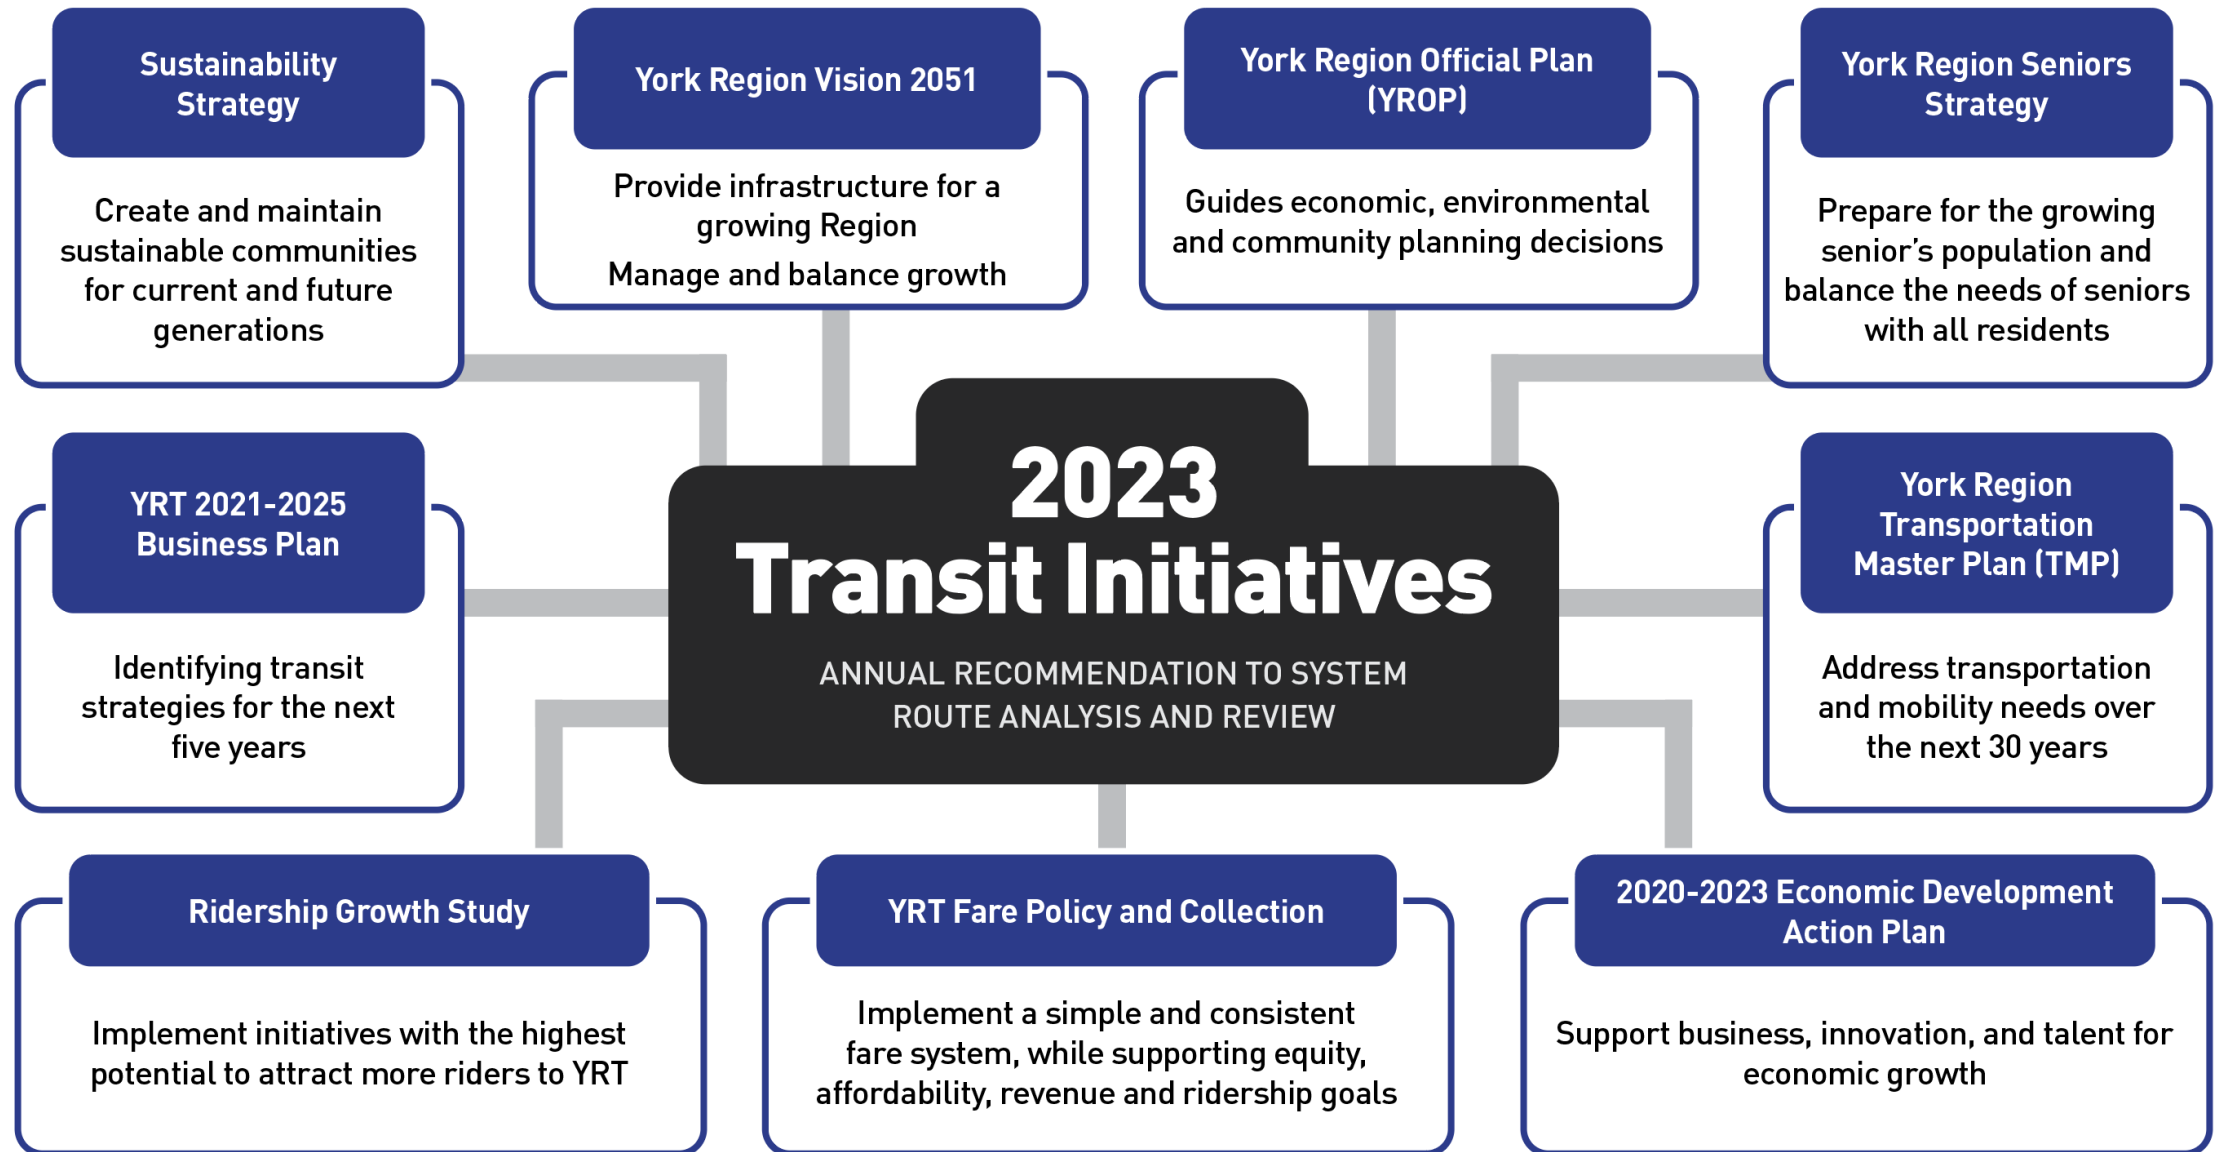 Sustainability
Strategy
Create and maintain
sustainable communities
for current and future
generations
York Region Vision 2051
Provide infrastructure for a
growing Region
Manage and balance growth
York Region Official Plan
(YROP)
Guides economic, environmental
and community planning decisions
York Region Seniors
Strategy
Prepare for the growing
senior’s population and
balance the needs of seniors
with all residents
YRT 2021-2025
Business Plan
Identifying transit
strategies for the next
five years
2023
Transit Initiatives
ANNUAL RECOMMENDATION TO SYSTEM
ROUTE ANALYSIS AND REVIEW
York Region
Transportation
Master Plan (TMP)
Address transportation
and mobility needs over
the next 30 years
Ridership Growth Study
Implement initiatives with the highest
potential to attract more riders to YRT
YRT Fare Policy and Collection
Implement a simple and consistent
fare system, while supporting equity,
affordability, revenue and ridership goals
2020-2023 Economic Development
Action Plan
Support business, innovation, and talent for
economic growth